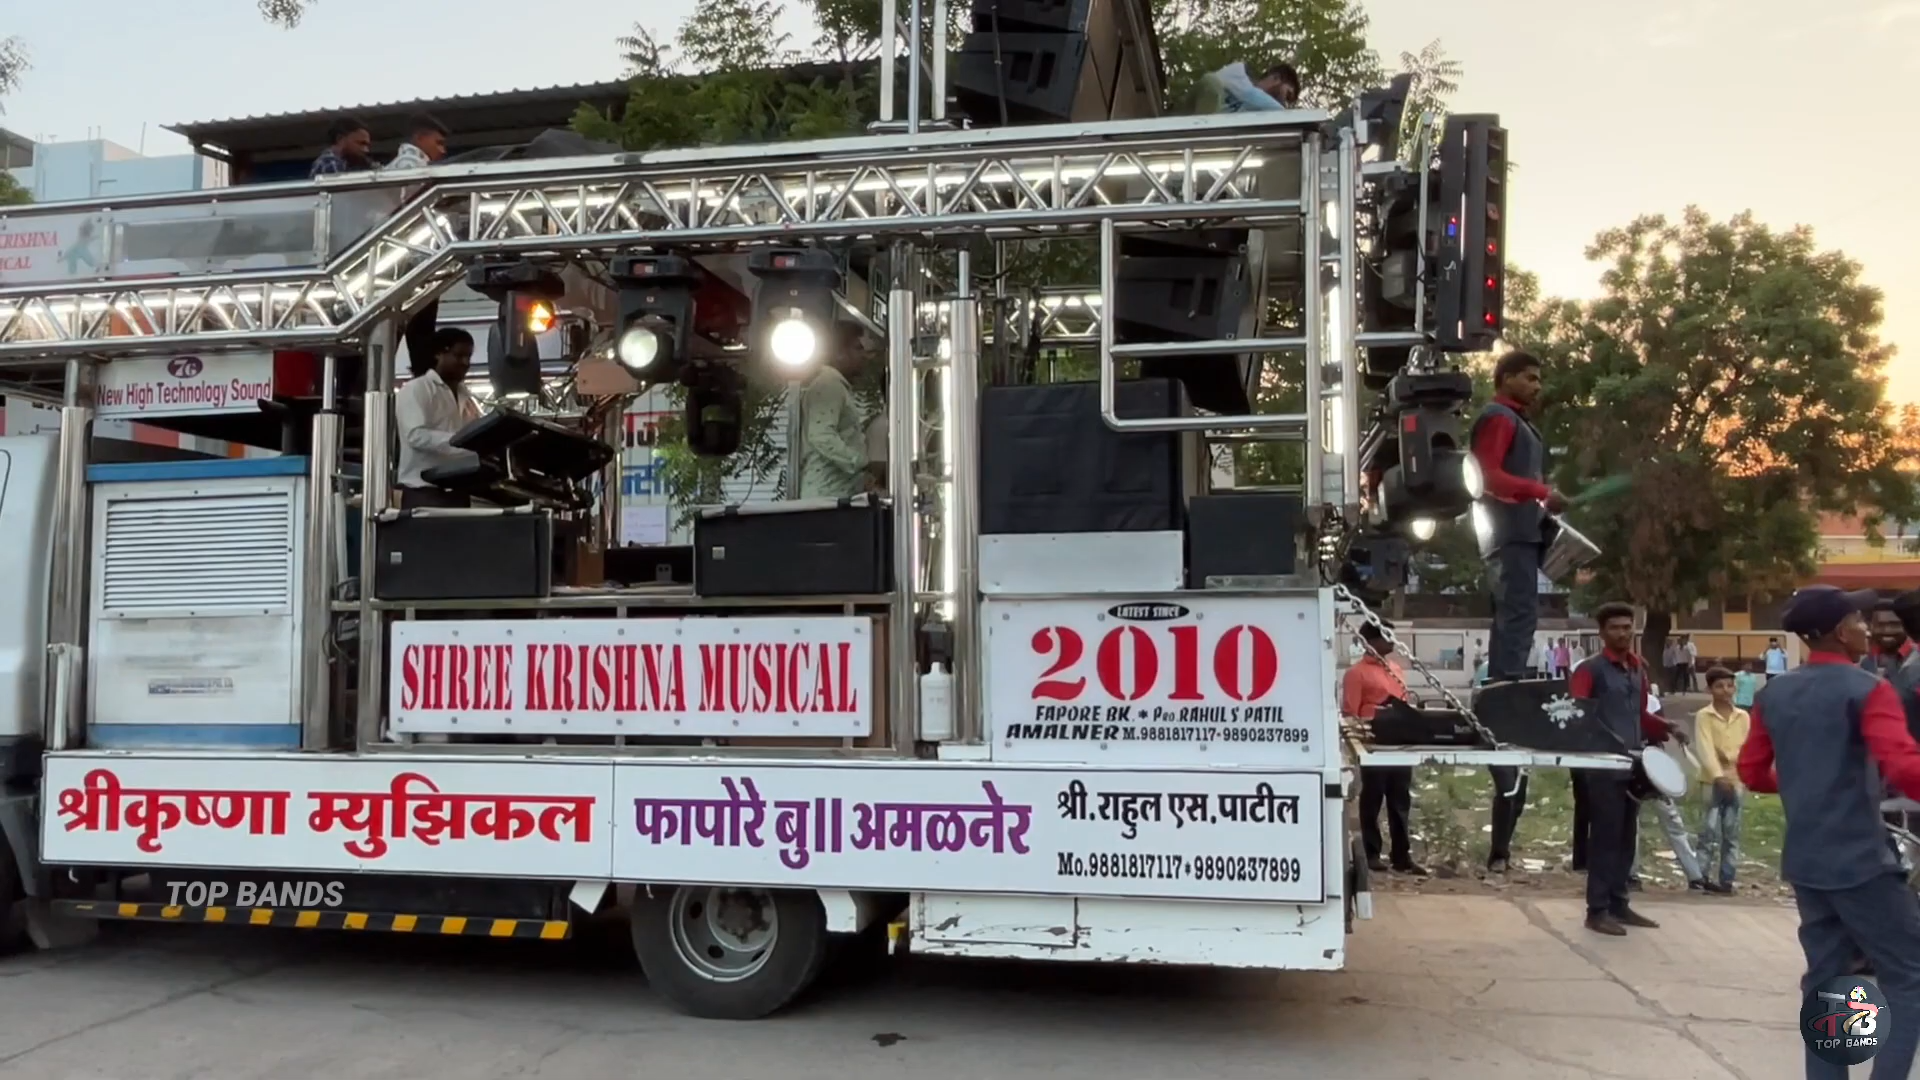 KRISHNA
ICAL
7G
New High Technology Sound
SHREE KRISHNA MUSICAL
LATEST SINCE
2010
FAPORE BK. * Pro.RAHUL S PATIL
AMALNER M.9881817117-9890237899
श्रीकृष्णा म्युझिकल
फापोरे बु॥ अमळनेर
श्री.राहुल एस.पाटील
Mo.9881817117*9890237899
TOP BANDS
TOP BANDS